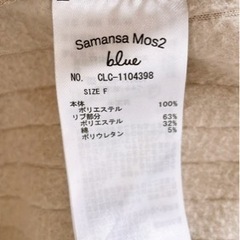 Samansa Mos2
blue
NO. CLC-1104398
SIZE F
本体
ポリエステル 100%
リブ部分
ポリエステル 63%
綿 32%
ポリウレタン 5%